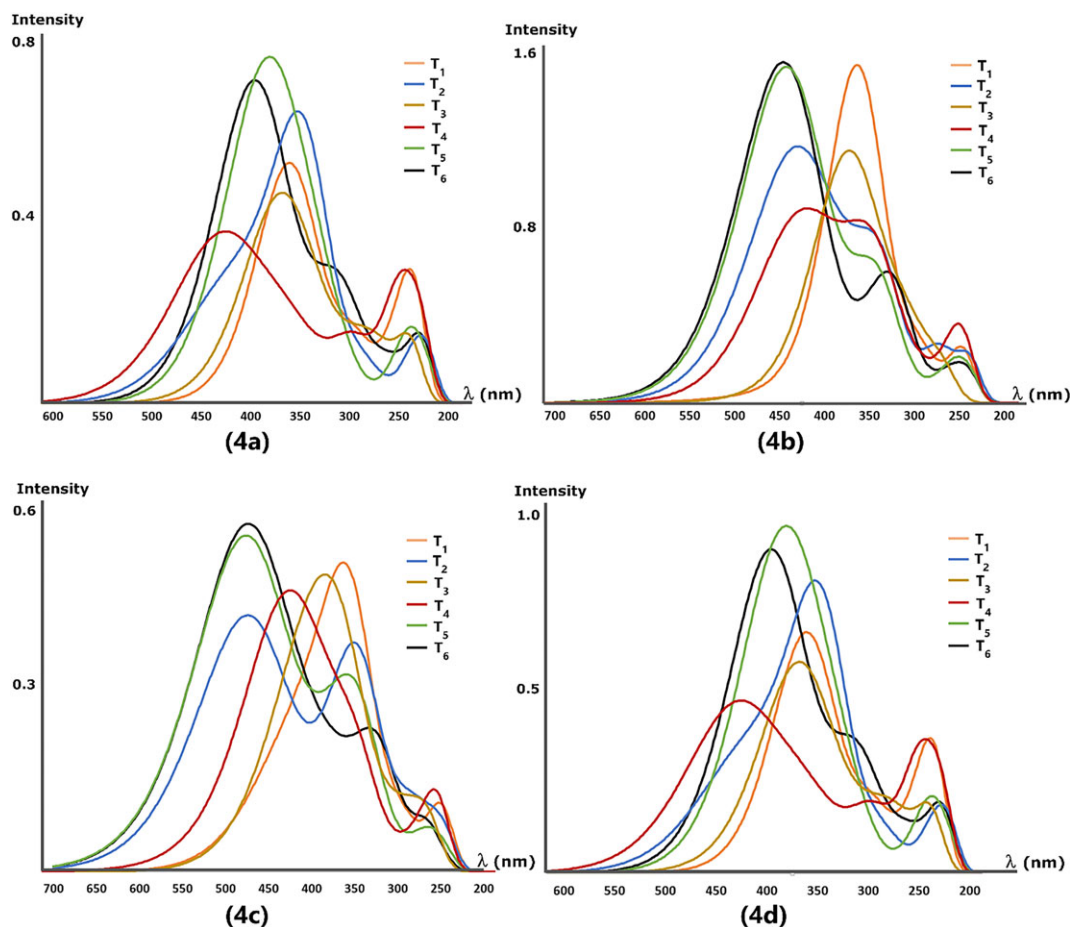 Intensity
0.8
0.4
T1
T2
T3
T4
T5
T6
600 550 500 450 400 350 300 250 200
λ (nm)
(4a)
Intensity
1.6
0.8
T1
T2
T3
T4
T5
T6
700 650 600 550 500 450 400 350 300 250 200
λ (nm)
(4b)
Intensity
0.6
0.3
T1
T2
T3
T4
T5
T6
700 650 600 550 500 450 400 350 300 250 200
λ (nm)
(4c)
Intensity
1.0
0.5
T1
T2
T3
T4
T5
T6
600 550 500 450 400 350 300 250 200
λ (nm)
(4d)